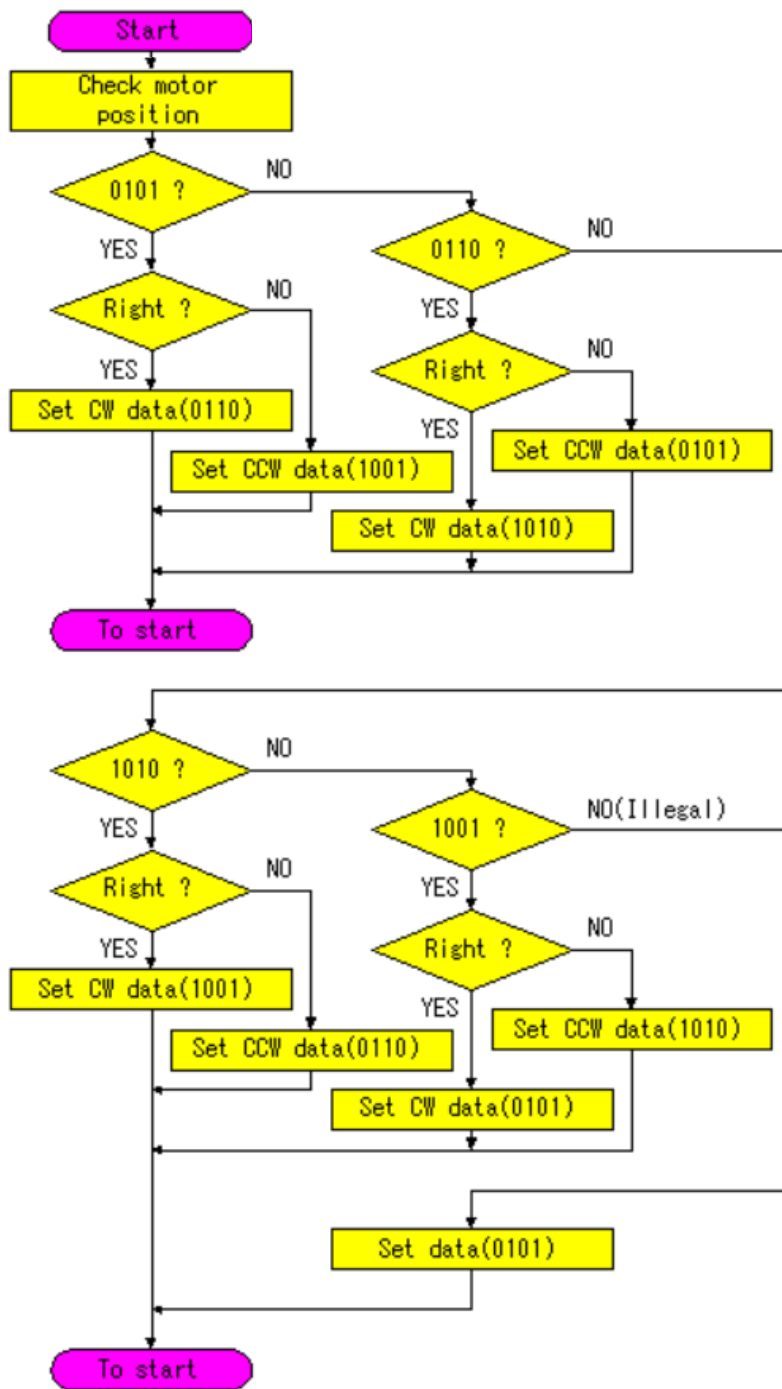 Start
Check motor
position
0101 ?
NO
YES
0110 ?
NO
Right ?
NO
YES
YES
Right ?
NO
Set CW data(0110)
YES
Set CCW data(0101)
Set CCW data(1001)
Set CW data(1010)
To start
1010 ?
NO
YES
1001 ?
NO(Illegal)
Right ?
NO
YES
YES
Right ?
NO
Set CW data(1001)
YES
Set CCW data(1010)
Set CCW data(0110)
Set CW data(0101)
Set data(0101)
To start